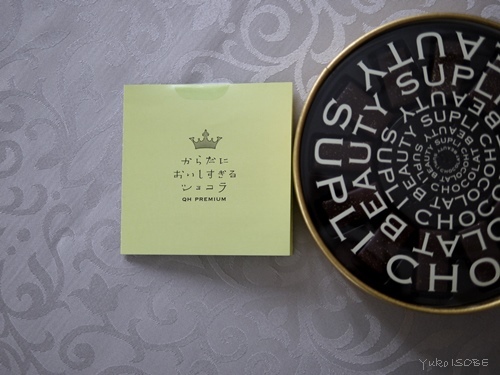 からだに
おいしすぎる
ショコラ
QH PREMIUM
BEAUTY SUPLI CHOCOLAT
BEAUTY SUPLI CHOCOLAT
BEAUTY SUPLI CHOCOLAT
Yuko ISOBE